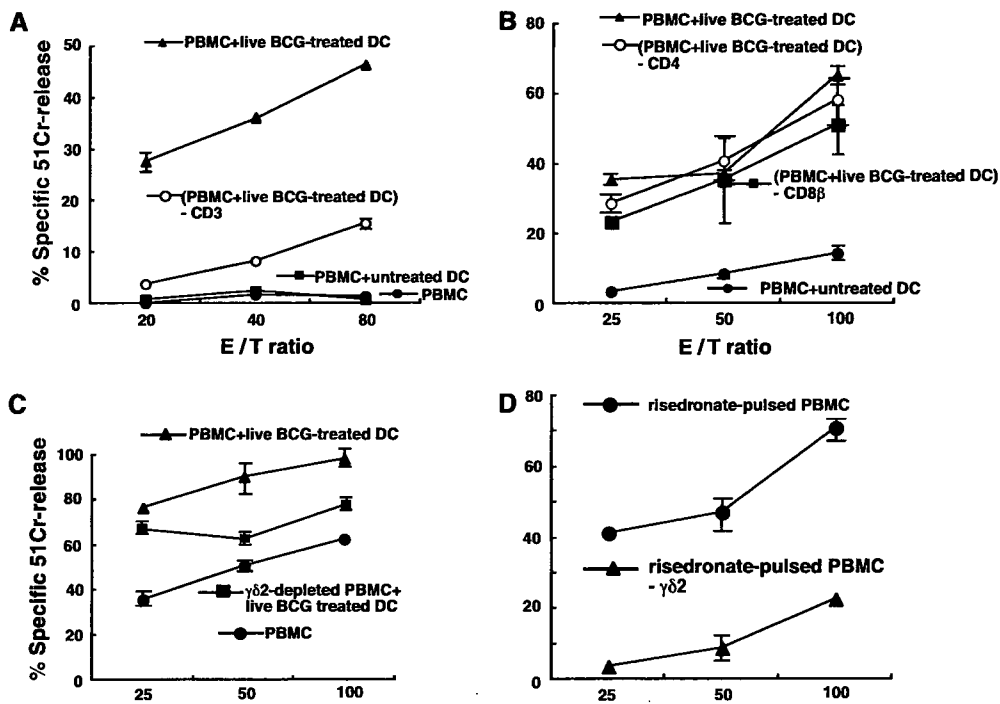 A
% Specific 51Cr-release
50
40
30
20
10
0
PBMC+live BCG-treated DC
(PBMC+live BCG-treated DC)
- CD3
PBMC+untreated DC
PBMC
20 40 80
E / T ratio
B
80
60
40
20
0
PBMC+live BCG-treated DC
(PBMC+live BCG-treated DC)
- CD4
(PBMC+live BCG-treated DC)
- CD8β
PBMC+untreated DC
25 50 100
E / T ratio
C
% Specific 51Cr-release
100
80
60
40
20
0
PBMC+live BCG-treated DC
γδ2-depleted PBMC+
live BCG treated DC
PBMC
25 50 100
D
80
60
40
20
0
risedronate-pulsed PBMC
risedronate-pulsed PBMC
- γδ2
25 50 100